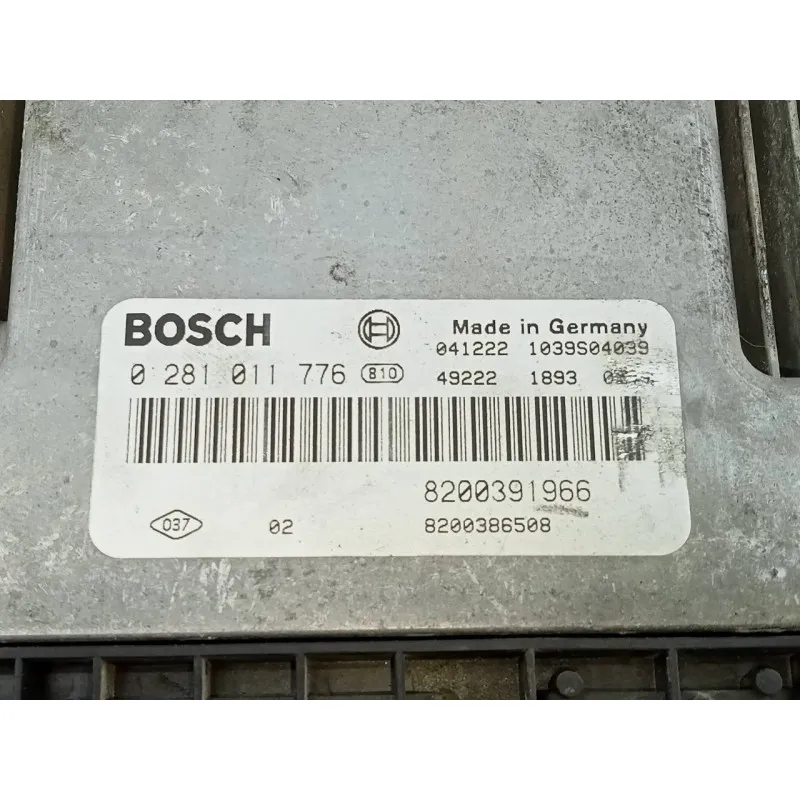 BOSCH
Made in Germany
041222 1039S04039
0 281 011 776 B10
49222 1893
8200391966
037 02
8200386508